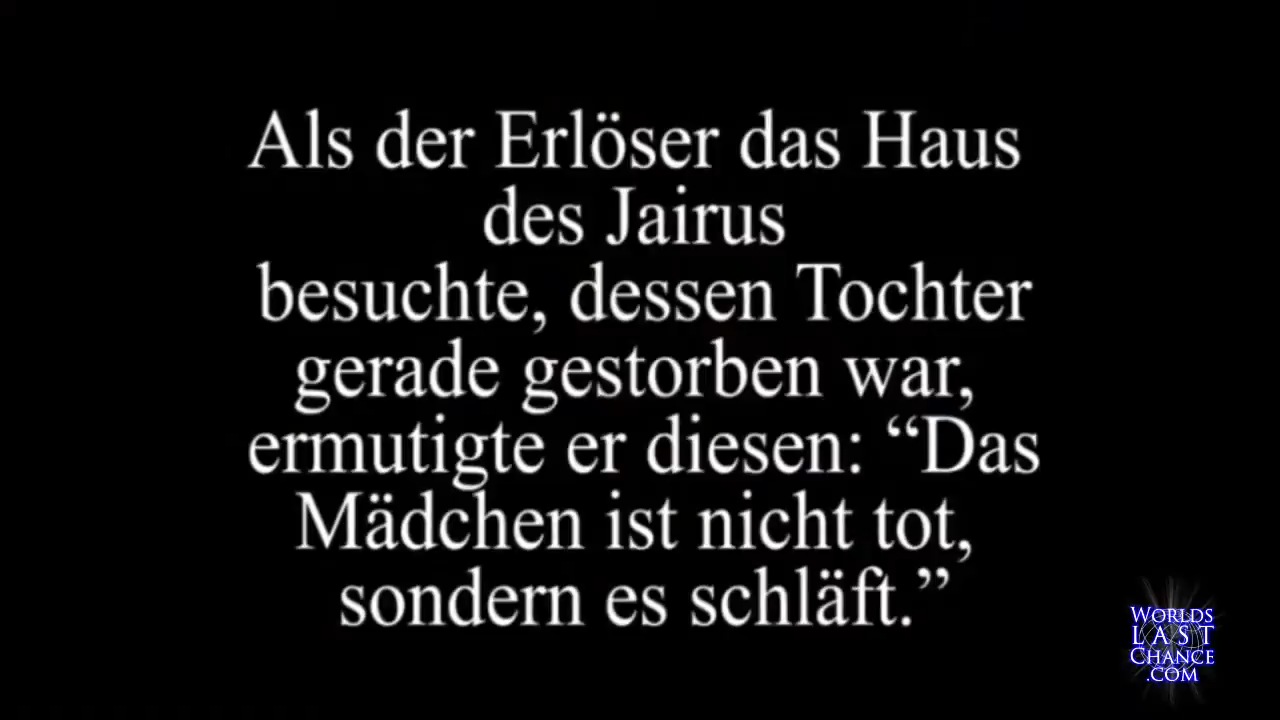 Als der Erlöser das Haus
des Jairus
besuchte, dessen Tochter
gerade gestorben war,
ermutigte er diesen: “Das
Mädchen ist nicht tot,
sondern es schläft.”
WORLDS
LAST
CHANCE
.COM